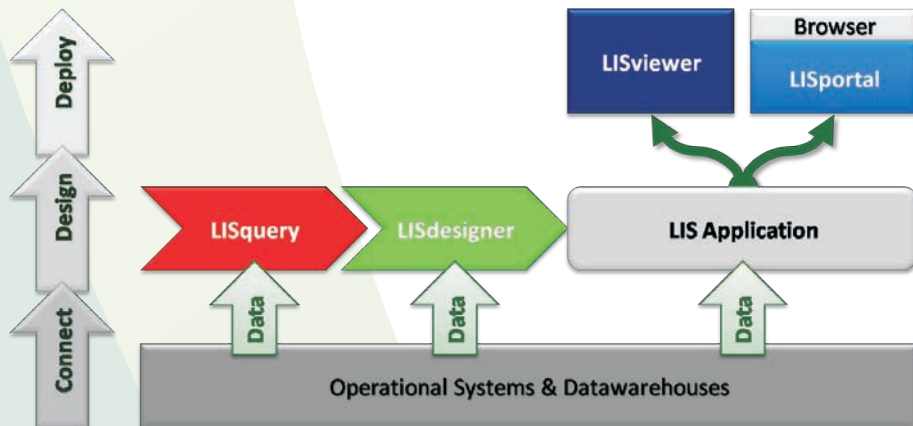 Deploy
Design
Connect
Browser
LISviewer
LISportal
LISquery
LISdesigner
LIS Application
Data
Data
Data
Operational Systems & Datawarehouses